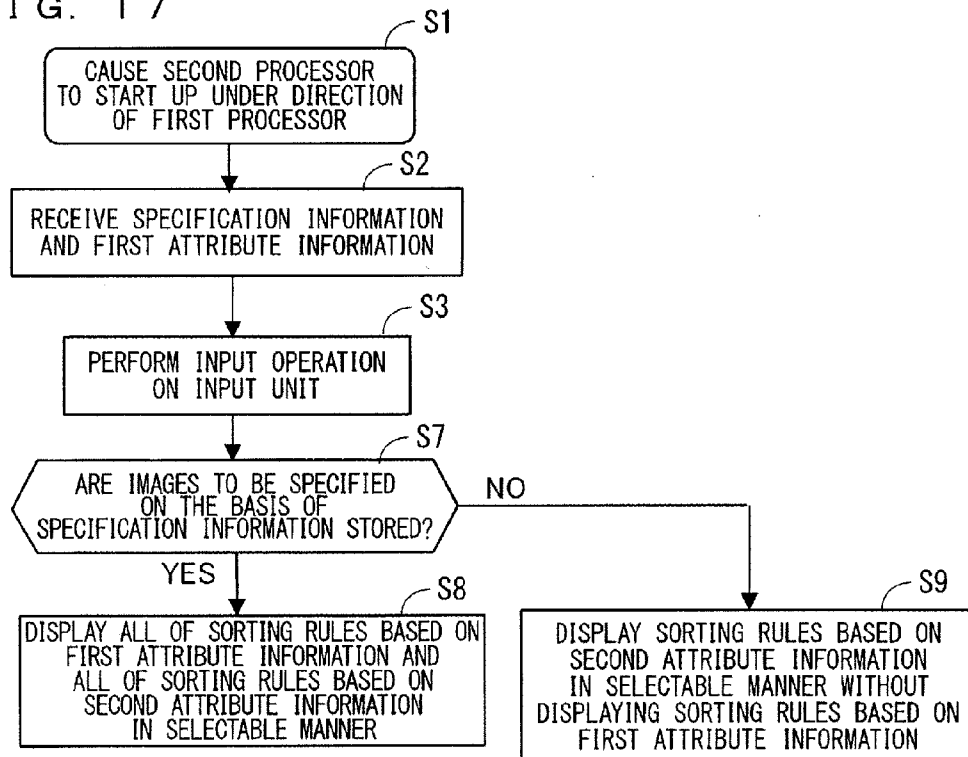 FIG. 17
S1
CAUSE SECOND PROCESSOR
TO START UP UNDER DIRECTION
OF FIRST PROCESSOR
S2
RECEIVE SPECIFICATION INFORMATION
AND FIRST ATTRIBUTE INFORMATION
S3
PERFORM INPUT OPERATION
ON INPUT UNIT
S7
ARE IMAGES TO BE SPECIFIED
ON THE BASIS OF
SPECIFICATION INFORMATION STORED?
NO
YES
S8
DISPLAY ALL OF SORTING RULES BASED ON
FIRST ATTRIBUTE INFORMATION AND
ALL OF SORTING RULES BASED ON
SECOND ATTRIBUTE INFORMATION
IN SELECTABLE MANNER
S9
DISPLAY SORTING RULES BASED ON
SECOND ATTRIBUTE INFORMATION
IN SELECTABLE MANNER WITHOUT
DISPLAYING SORTING RULES BASED ON
FIRST ATTRIBUTE INFORMATION